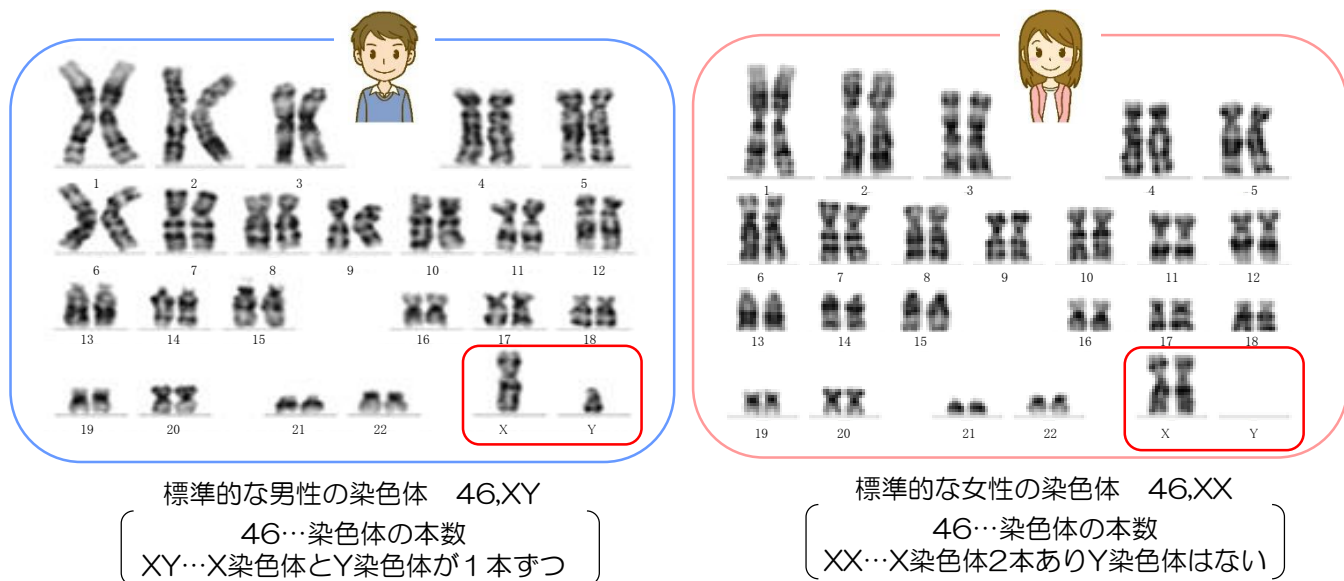 1 2 3 4 5
6 7 8 9 10 11 12
13 14 15 16 17 18
19 20 21 22 X Y
標準的な男性の染色体 46,XY
46…染色体の本数
XY…X染色体とY染色体が1本ずつ
1 2 3 4 5
6 7 8 9 10 11 12
13 14 15 16 17 18
19 20 21 22 X Y
標準的な女性の染色体 46,XX
46…染色体の本数
XX…X染色体2本ありY染色体はない